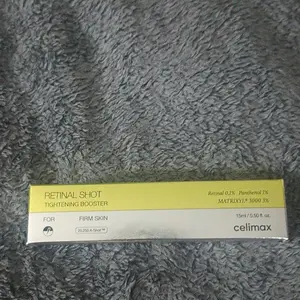 RETINAL SHOT
TIGHTENING BOOSTER
Retinal 0.1% Panthenol 1%
MATRIXYL® 3000 3%
FOR FIRM SKIN
15ml / 0.50 fl. oz.
celimax